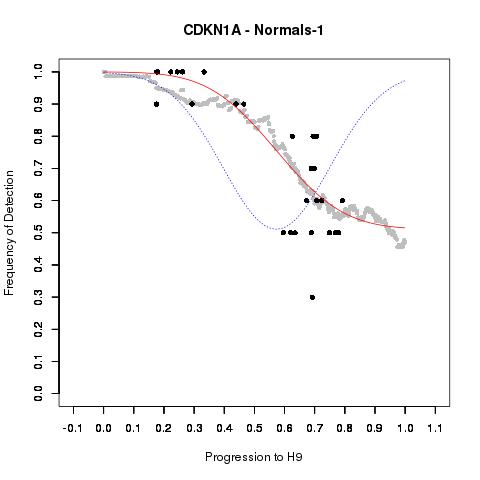 CDKN1A - Normals-1
Frequency of Detection
1.0
0.9
0.8
0.7
0.6
0.5
0.4
0.3
0.2
0.1
0.0
-0.1 0.0 0.1 0.2 0.3 0.4 0.5 0.6 0.7 0.8 0.9 1.0 1.1
Progression to H9